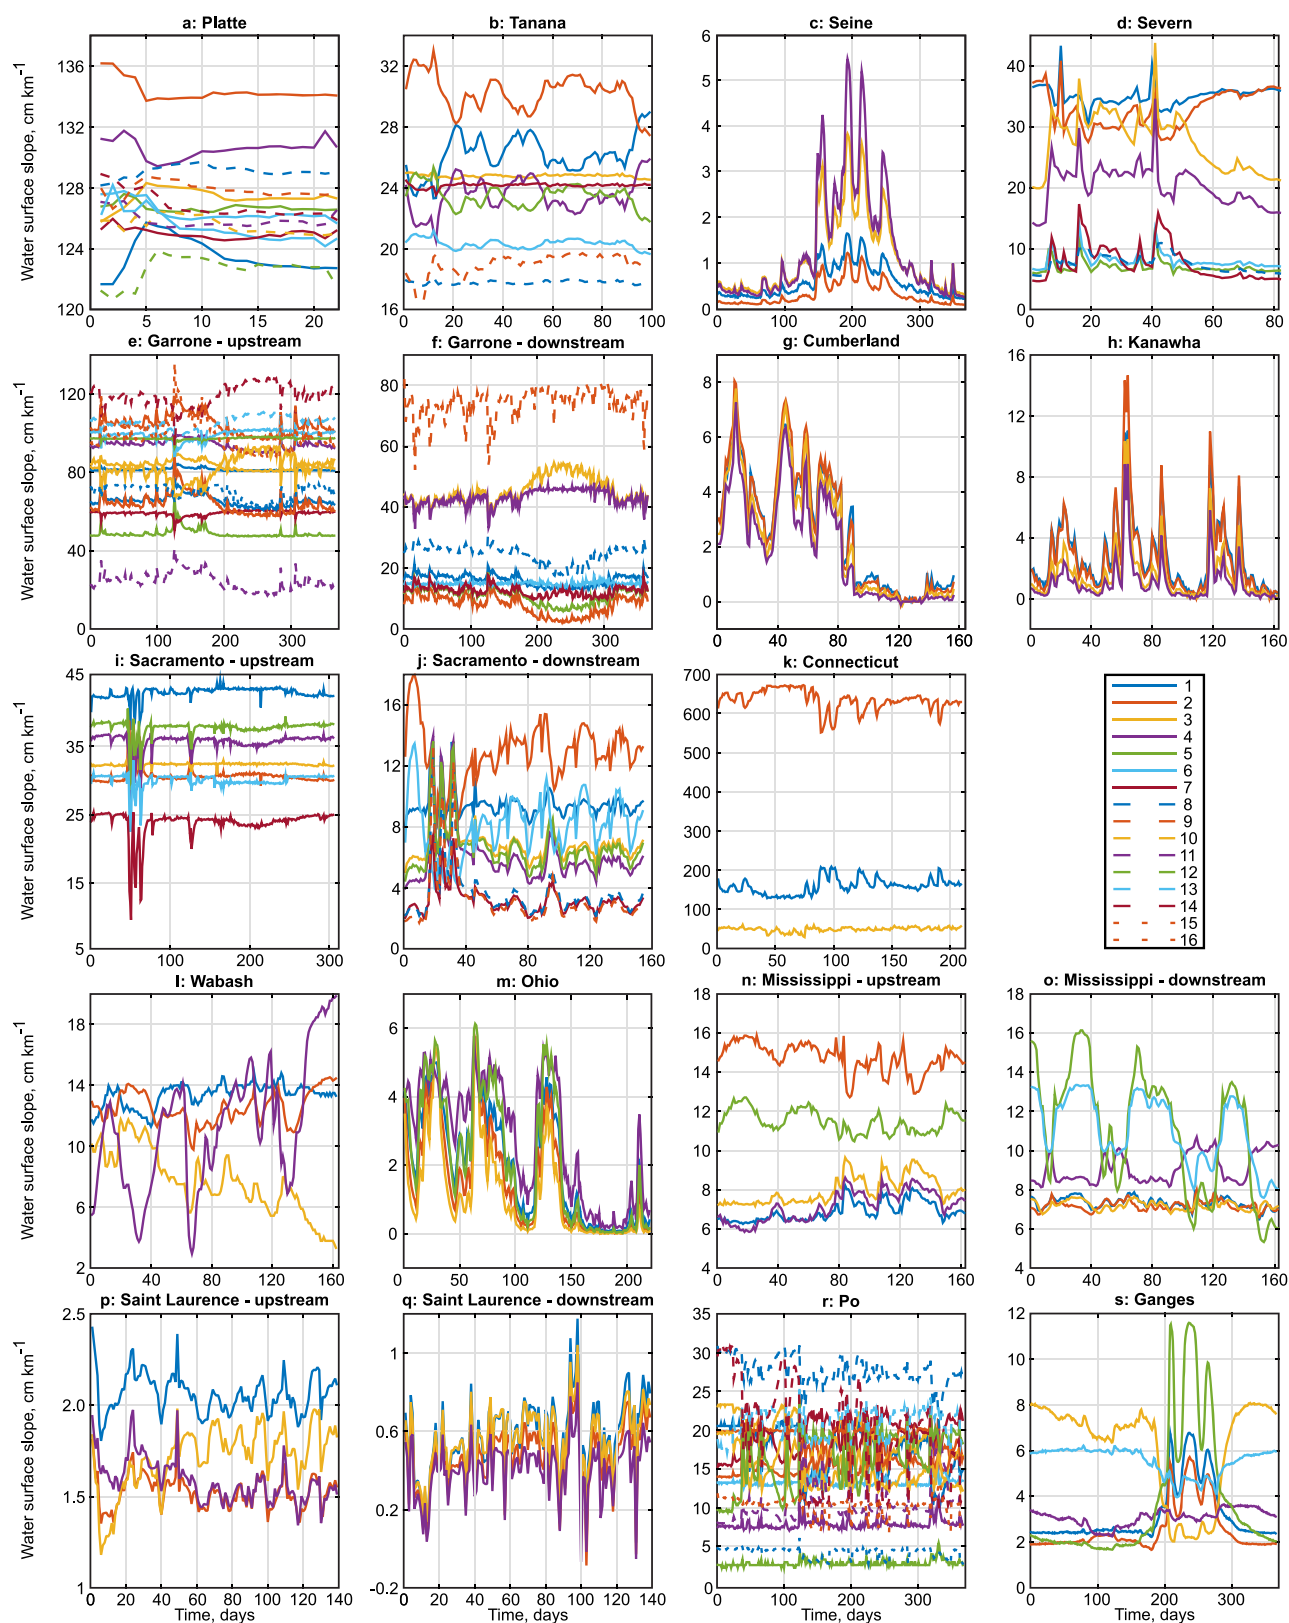 a: Platte
b: Tanana
c: Seine
d: Severn
Water surface slope, cm km⁻¹
136
132
128
124
120
0 5 10 15 20
32
28
24
20
16
0 20 40 60 80 100
6
5
4
3
2
1
0
0 100 200 300
40
30
20
10
0
0 20 40 60 80
e: Garrone - upstream
f: Garrone - downstream
g: Cumberland
h: Kanawha
Water surface slope, cm km⁻¹
120
80
40
0
0 100 200 300
80
60
40
20
0
0 100 200 300
8
6
4
2
0
0 40 80 120 160
16
12
8
4
0
0 40 80 120 160
i: Sacramento - upstream
j: Sacramento - downstream
k: Connecticut
Water surface slope, cm km⁻¹
45
35
25
15
5
0 100 200 300
18
16
12
8
4
0
0 40 80 120 160
700
600
500
400
300
200
100
0
0 50 100 150 200
1
2
3
4
5
6
7
8
9
10
11
12
13
14
15
16
l: Wabash
m: Ohio
n: Mississippi - upstream
o: Mississippi - downstream
Water surface slope, cm km⁻¹
18
14
10
6
2
0 40 80 120 160
6
4
2
0
0 50 100 150 200
18
16
14
12
10
8
6
4
0 40 80 120 160
18
16
14
12
10
8
6
4
0 40 80 120 160
p: Saint Laurence - upstream
q: Saint Laurence - downstream
r: Po
s: Ganges
Water surface slope, cm km⁻¹
2.5
2.0
1.5
1
0 20 40 60 80 100 120 140
Time, days
1
0.6
0.2
-0.2
0 20 40 60 80 100 120 140
Time, days
35
30
25
20
15
10
5
0
0 100 200 300
Time, days
12
10
8
6
4
2
0
0 100 200 300
Time, days